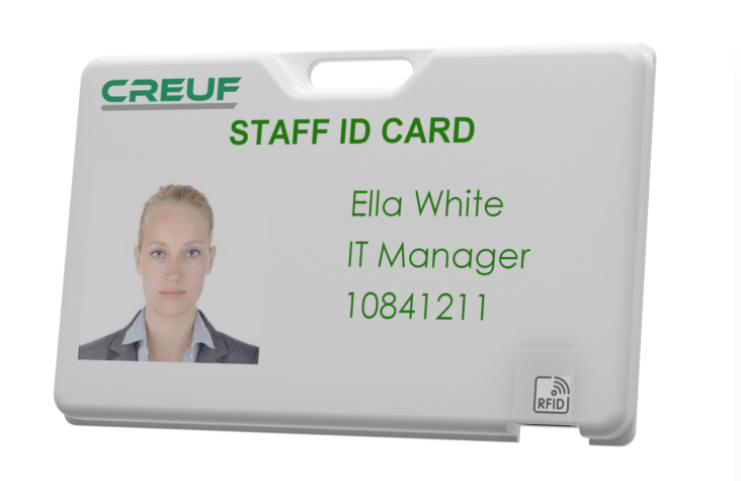 CREUF
STAFF ID CARD
Ella White
IT Manager
10841211
RFID